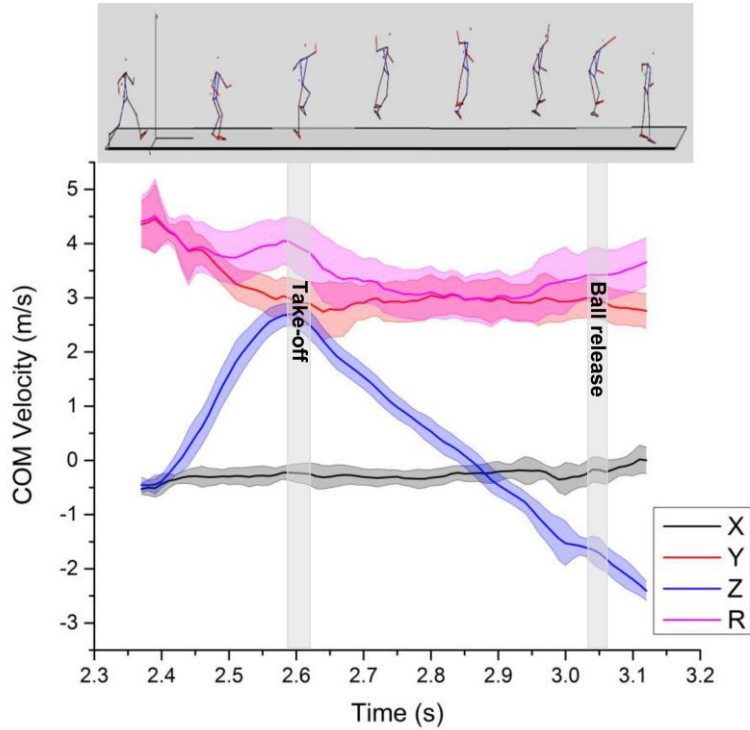 5
4
3
2
1
0
-1
-2
-3
COM Velocity (m/s)
Take-off
Ball release
X
Y
Z
R
2.3 2.4 2.5 2.6 2.7 2.8 2.9 3.0 3.1 3.2
Time (s)